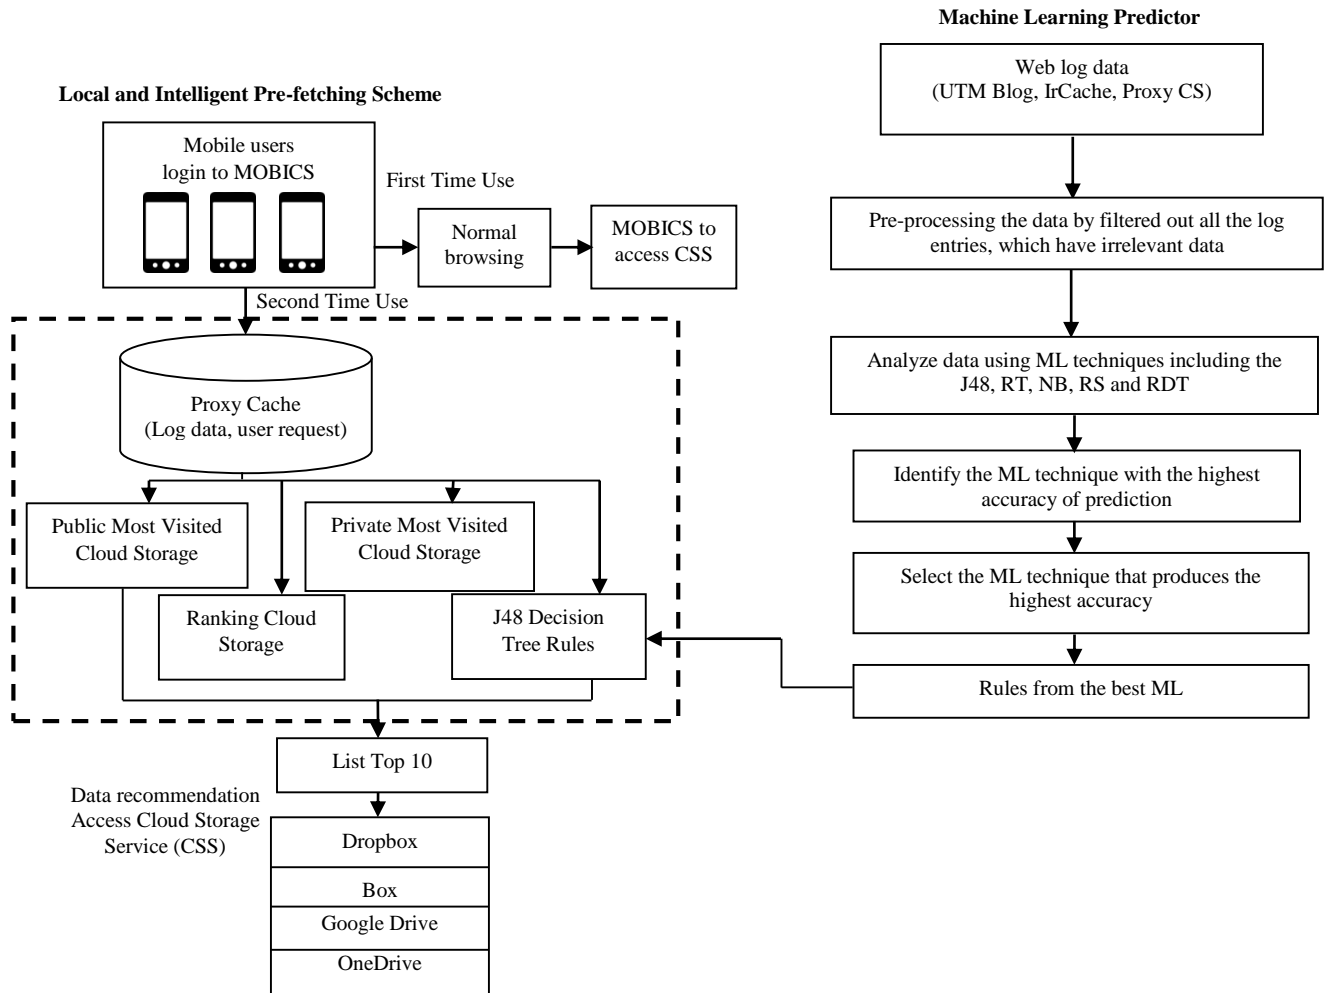 Machine Learning Predictor
Web log data
(UTM Blog, IrCache, Proxy CS)
Local and Intelligent Pre-fetching Scheme
Mobile users
login to MOBICS
First Time Use
Normal
browsing
MOBICS to
access CSS
Second Time Use
Proxy Cache
(Log data, user request)
Public Most Visited
Cloud Storage
Private Most Visited
Cloud Storage
Ranking Cloud
Storage
J48 Decision
Tree Rules
Pre-processing the data by filtered out all the log
entries, which have irrelevant data
Analyze data using ML techniques including the
J48, RT, NB, RS and RDT
Identify the ML technique with the highest
accuracy of prediction
Select the ML technique that produces the
highest accuracy
Rules from the best ML
List Top 10
Data recommendation
Access Cloud Storage
Service (CSS)
Dropbox
Box
Google Drive
OneDrive